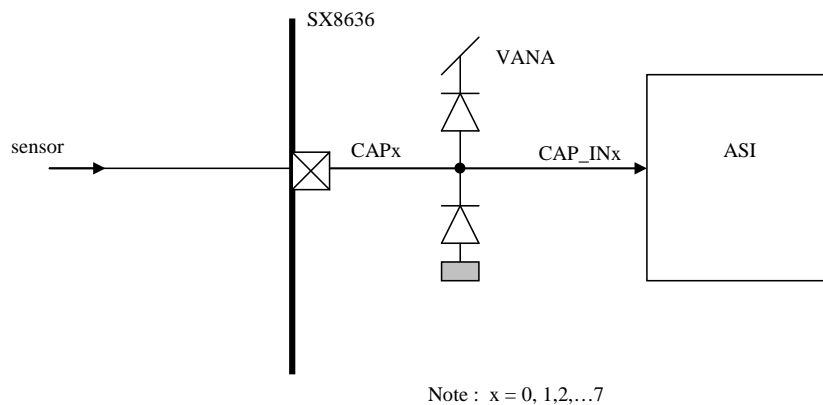 SX8636
VANA
sensor
CAPx
CAP_INx
ASI
Note : x = 0, 1,2,…7